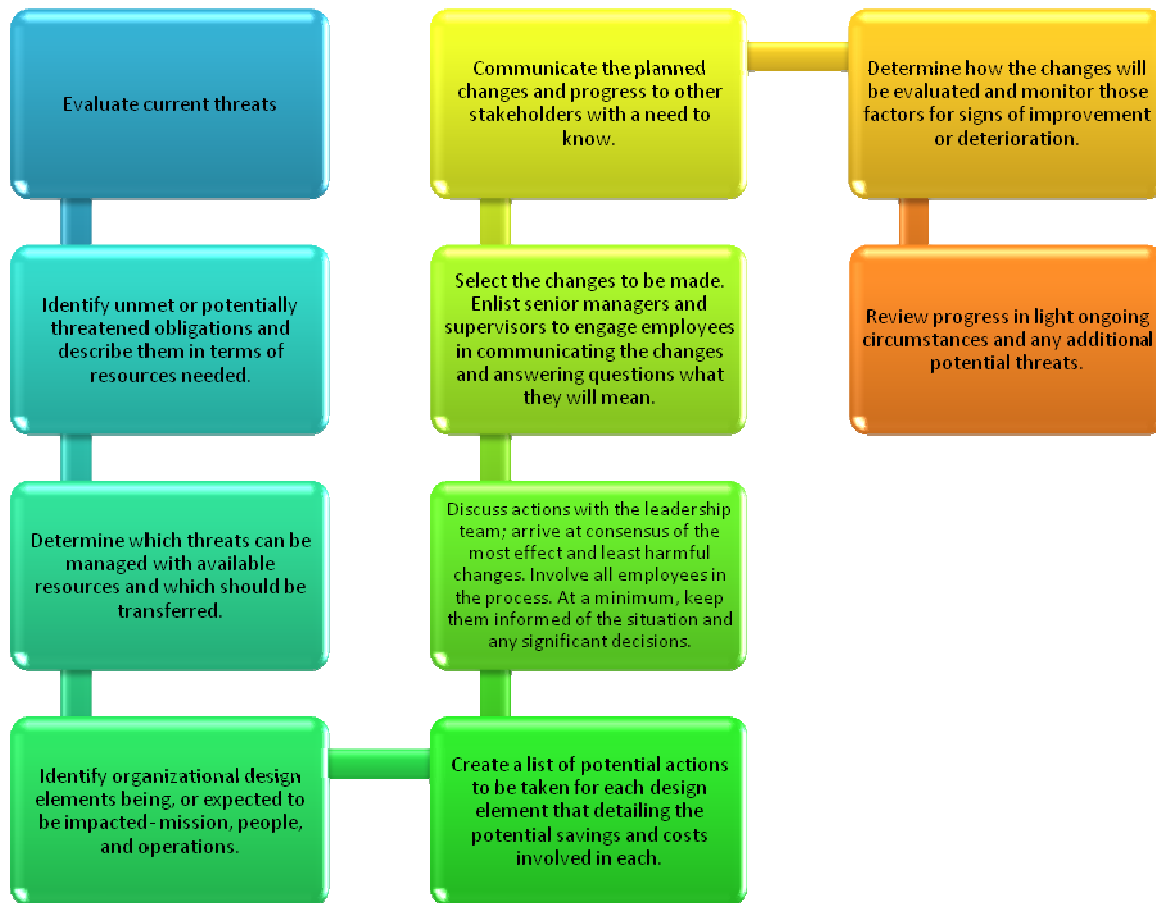 Evaluate current threats
Identify unmet or potentially
threatened obligations and
describe them in terms of
resources needed.
Determine which threats can be
managed with available
resources and which should be
transferred.
Identify organizational design
elements being, or expected to
be impacted- mission, people,
and operations.
Create a list of potential actions
to be taken for each design
element that detailing the
potential savings and costs
involved in each.
Discuss actions with the leadership
team; arrive at consensus of the
most effect and least harmful
changes. Involve all employees in
the process. At a minimum, keep
them informed of the situation and
any significant decisions.
Select the changes to be made.
Enlist senior managers and
supervisors to engage employees
in communicating the changes
and answering questions what
they will mean.
Communicate the planned
changes and progress to other
stakeholders with a need to
know.
Determine how the changes will
be evaluated and monitor those
factors for signs of improvement
or deterioration.
Review progress in light ongoing
circumstances and any additional
potential threats.